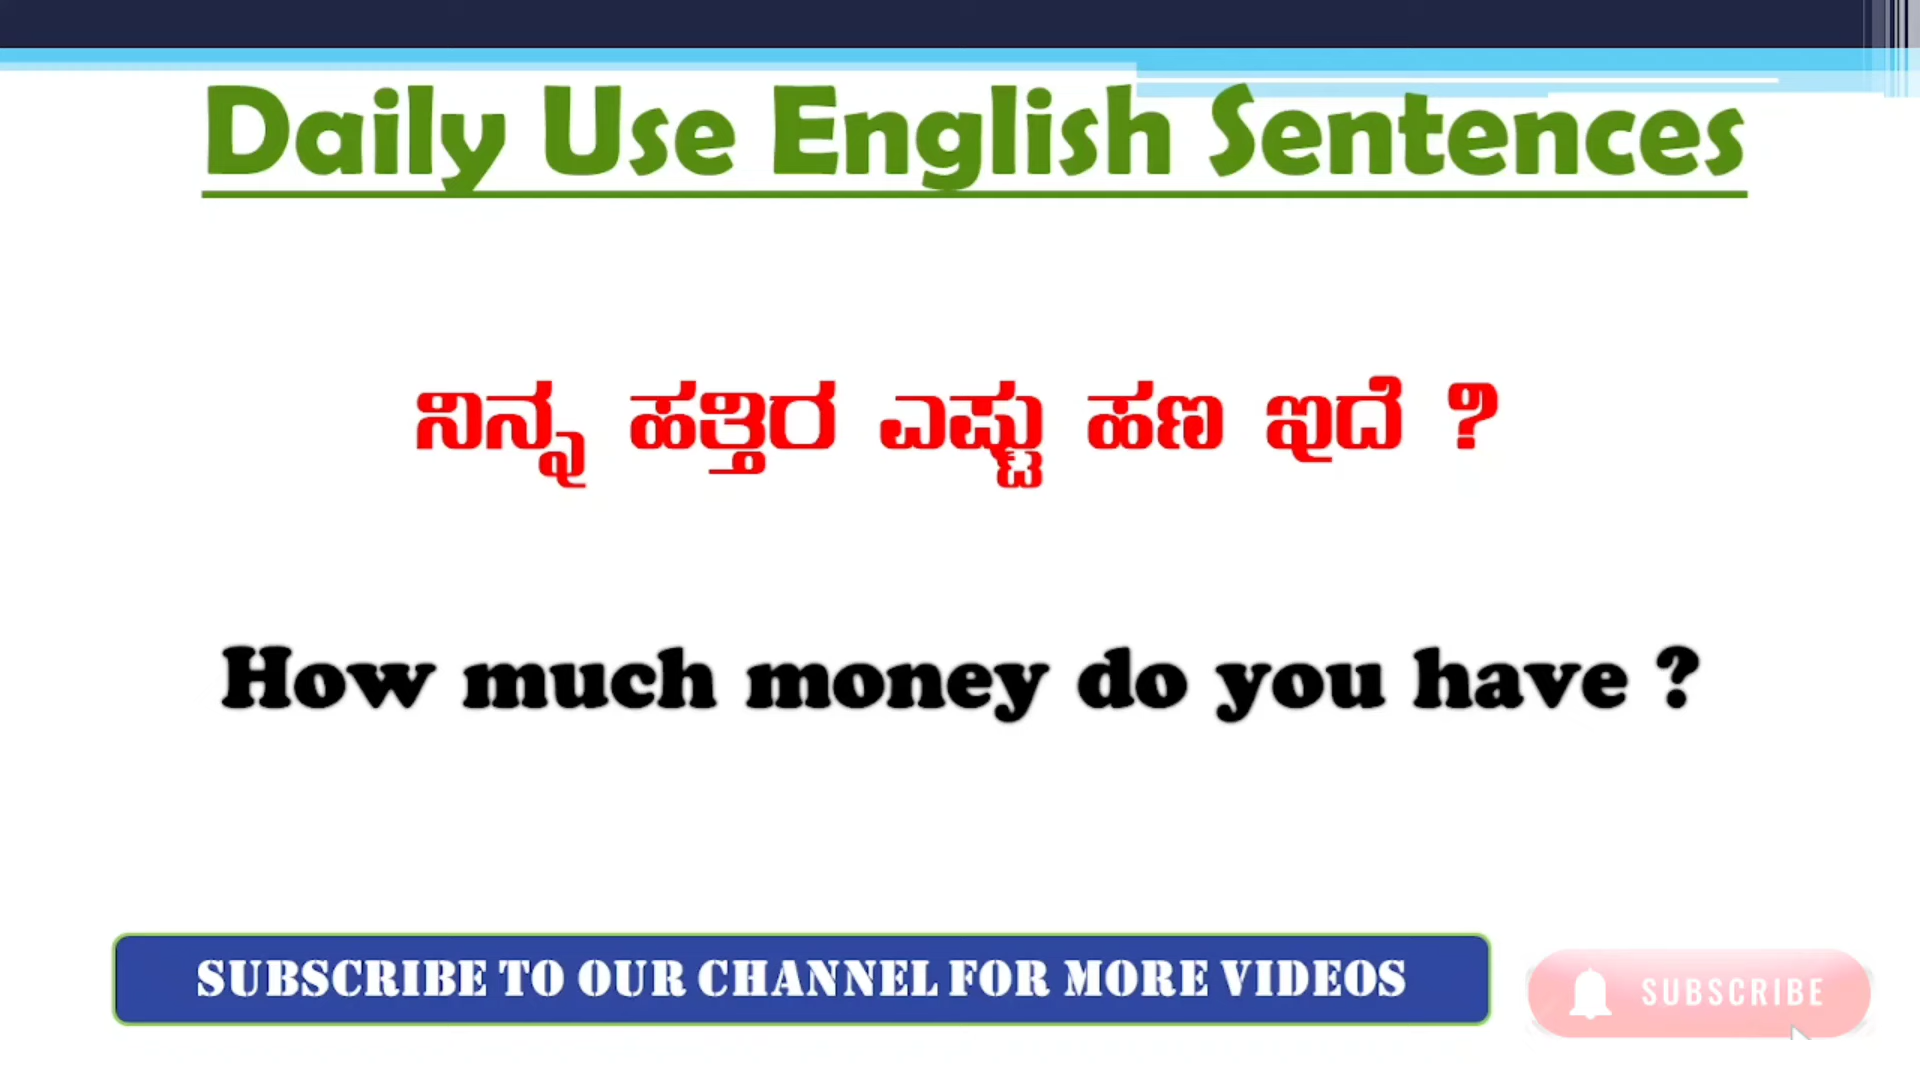 Daily Use English Sentences
ನಿನ್ನ ಹತ್ತಿರ ಎಷ್ಟು ಹಣ ಇದೆ ?
How much money do you have ?
SUBSCRIBE TO OUR CHANNEL FOR MORE VIDEOS
SUBSCRIBE